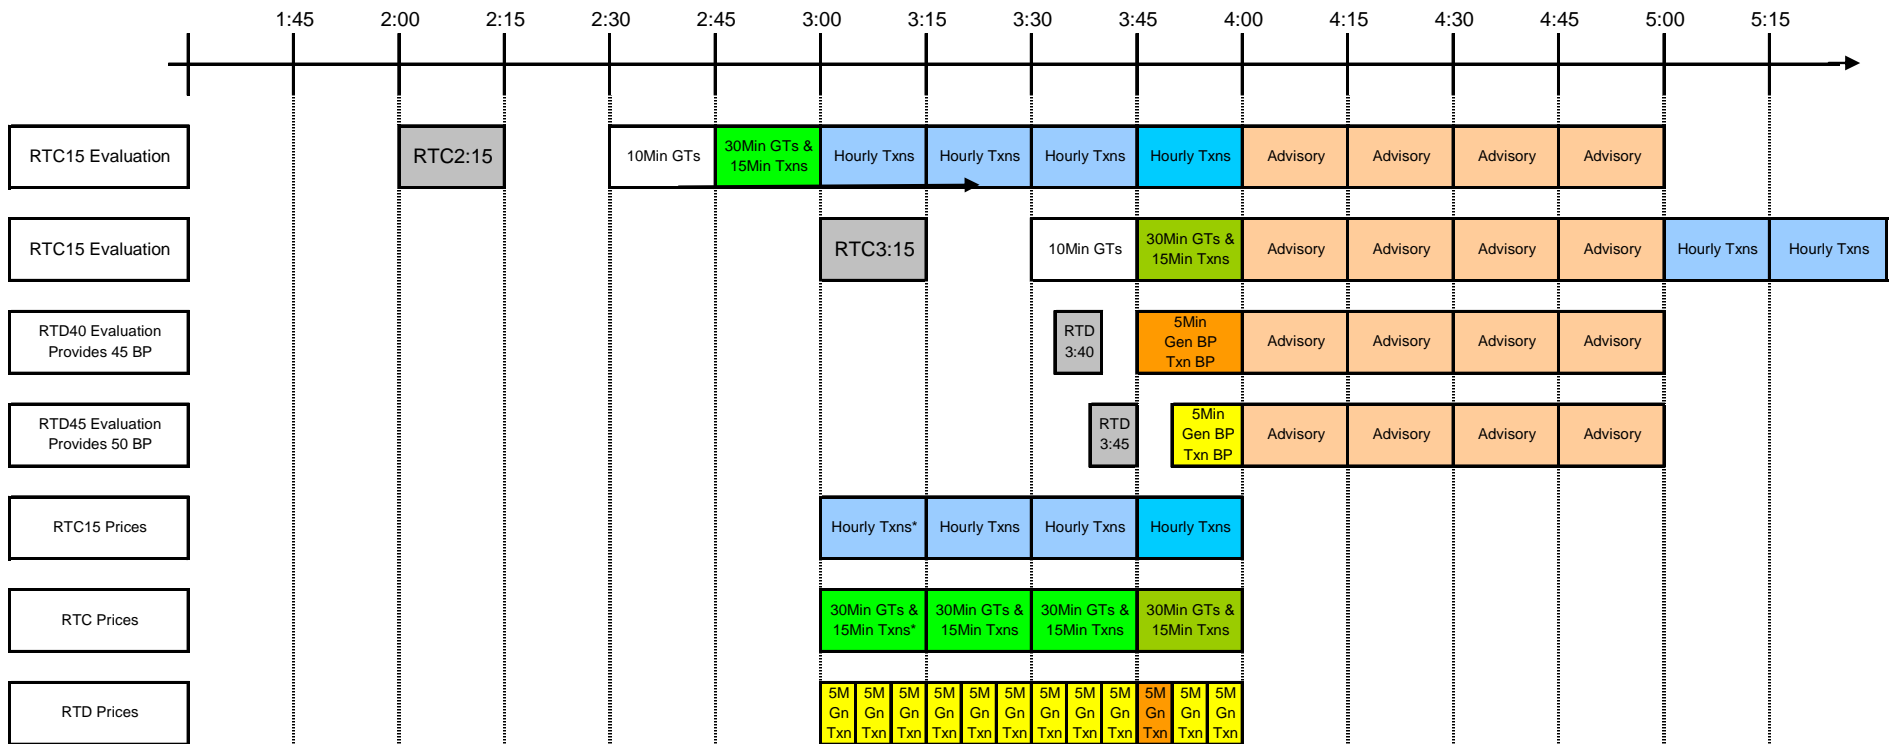 1:45 2:00 2:15 2:30 2:45 3:00 3:15 3:30 3:45 4:00 4:15 4:30 4:45 5:00 5:15
RTC15 Evaluation
RTC2:15
10Min GTs
30Min GTs &
15Min Txns
Hourly Txns
Hourly Txns
Hourly Txns
Hourly Txns
Advisory
Advisory
Advisory
Advisory
RTC15 Evaluation
RTC3:15
10Min GTs
30Min GTs &
15Min Txns
Advisory
Advisory
Advisory
Advisory
Hourly Txns
Hourly Txns
RTD40 Evaluation
Provides 45 BP
RTD
3:40
5Min
Gen BP
Txn BP
Advisory
Advisory
Advisory
Advisory
RTD45 Evaluation
Provides 50 BP
RTD
3:45
5Min
Gen BP
Txn BP
Advisory
Advisory
Advisory
Advisory
RTC15 Prices
Hourly Txns*
Hourly Txns
Hourly Txns
Hourly Txns
RTC Prices
30Min GTs &
15Min Txns*
30Min GTs &
15Min Txns
30Min GTs &
15Min Txns
30Min GTs &
15Min Txns
RTD Prices
5M 5M 5M 5M 5M 5M 5M 5M 5M 5M 5M 5M
Gn Gn Gn Gn Gn Gn Gn Gn Gn Gn Gn Gn
Txn Txn Txn Txn Txn Txn Txn Txn Txn Txn Txn Txn